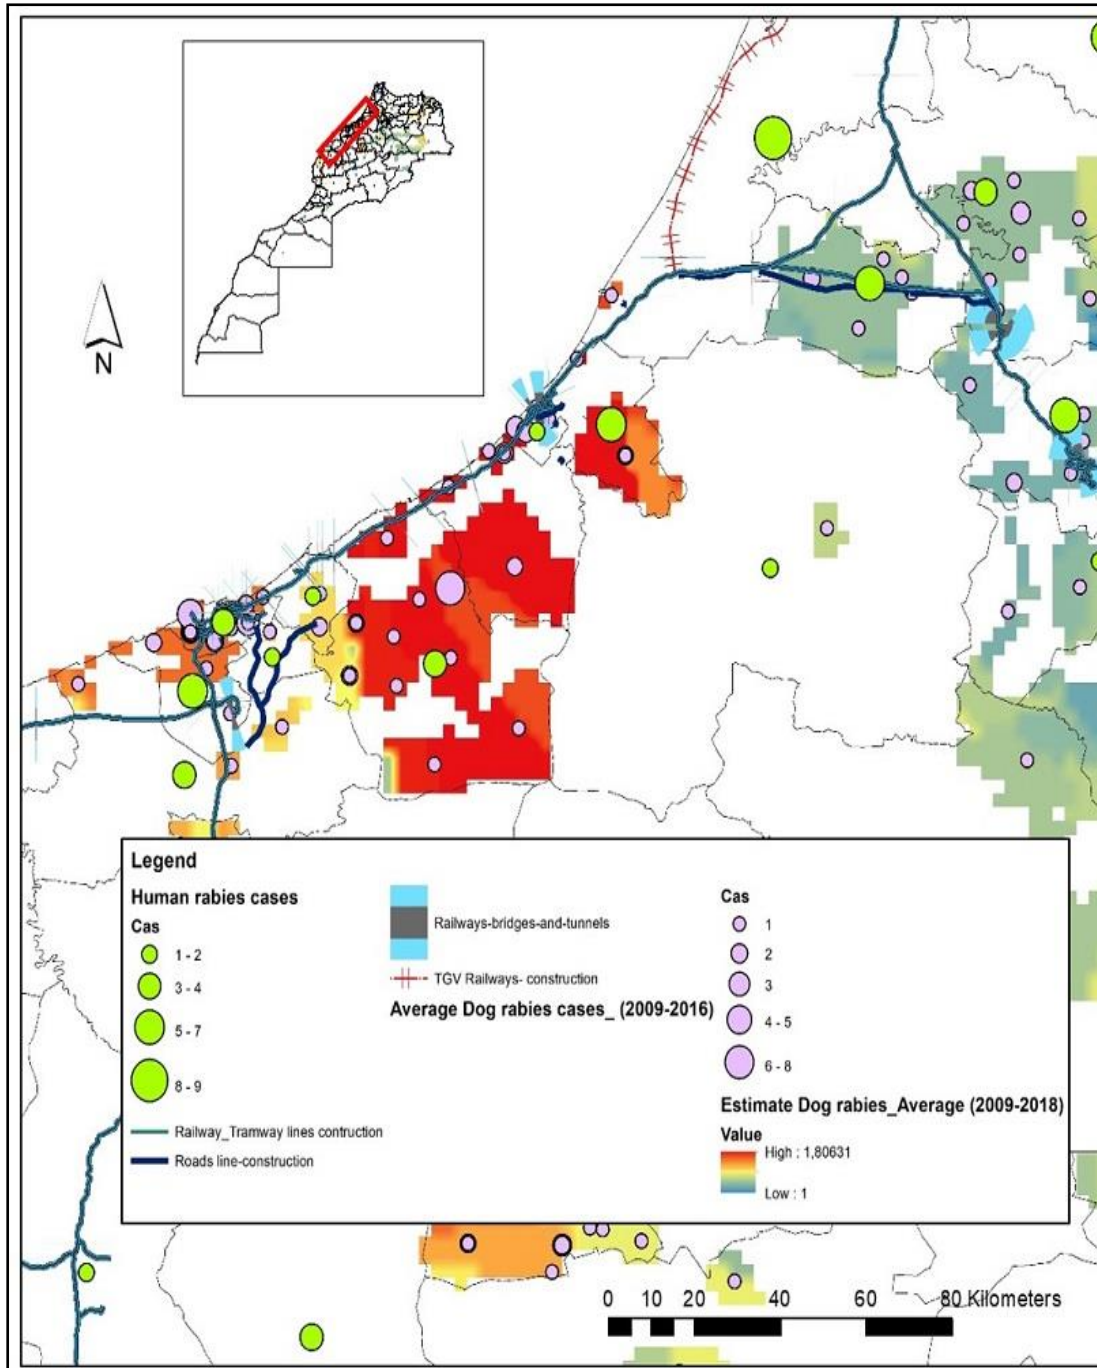 N
Legend
Human rabies cases
Cas
1 - 2
3 - 4
5 - 7
8 - 9
Railway_Tramway lines contruction
Roads line-construction
Railways-bridges-and-tunnels
TGV Railways- construction
Average Dog rabies cases_ (2009-2016)
Cas
1
2
3
4 - 5
6 - 8
Estimate Dog rabies_Average (2009-2018)
Value
High : 1,80631
Low : 1
0 10 20 40 60 80 Kilometers